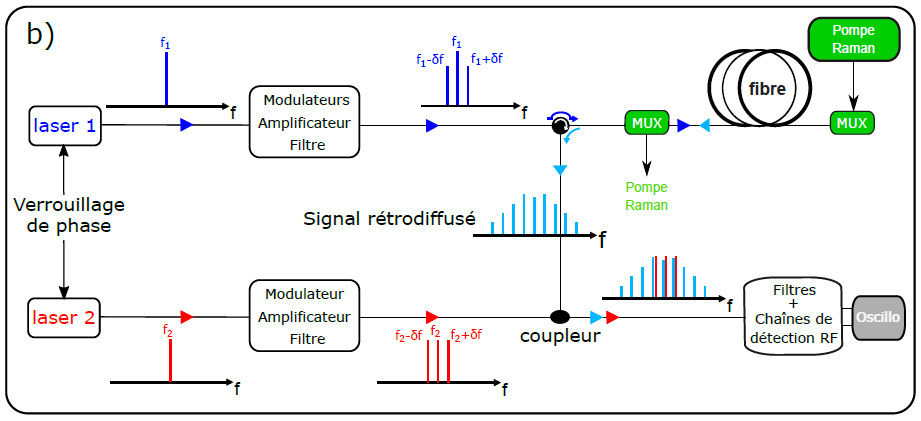 b)
f₁
f
laser 1
Modulateurs
Amplificateur
Filtre
f₁
f₁-δf
f₁+δf
f
MUX
Pompe
Raman
fibre
Pompe
Raman
MUX
Verrouillage
de phase
Signal rétrodiffusé
f
laser 2
f₂
f
Modulateur
Amplificateur
Filtre
f₂-δf
f₂
f₂+δf
f
coupleur
f
Filtres
+
Chaînes de
détection RF
Oscillo